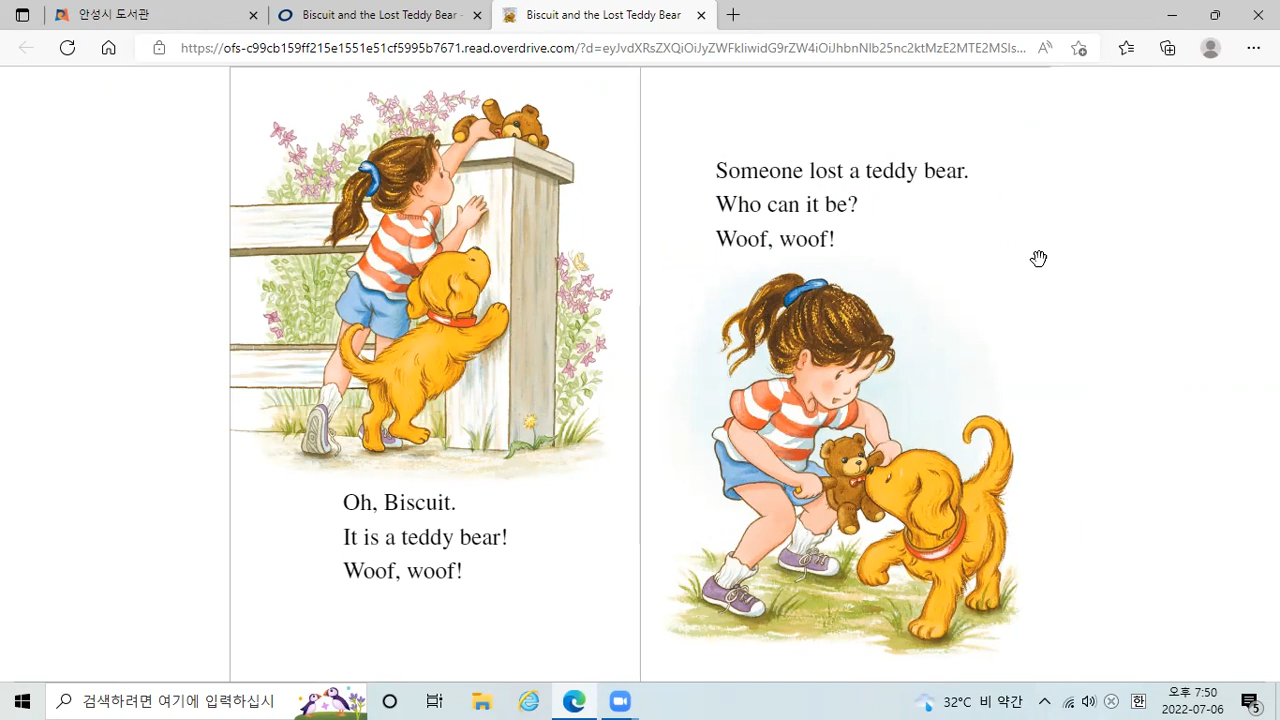 안성시 도서관
Biscuit and the Lost Teddy Bear -
Biscuit and the Lost Teddy Bear
https://ofs-c99cb159ff215e1551e51cf5995b7671.read.overdrive.com/?d=
Oh, Biscuit.
It is a teddy bear!
Woof, woof!
Someone lost a teddy bear.
Who can it be?
Woof, woof!
검색하려면 여기에 입력하십시
32°C 비 약간
한
오후 7:50
2022-07-06
5